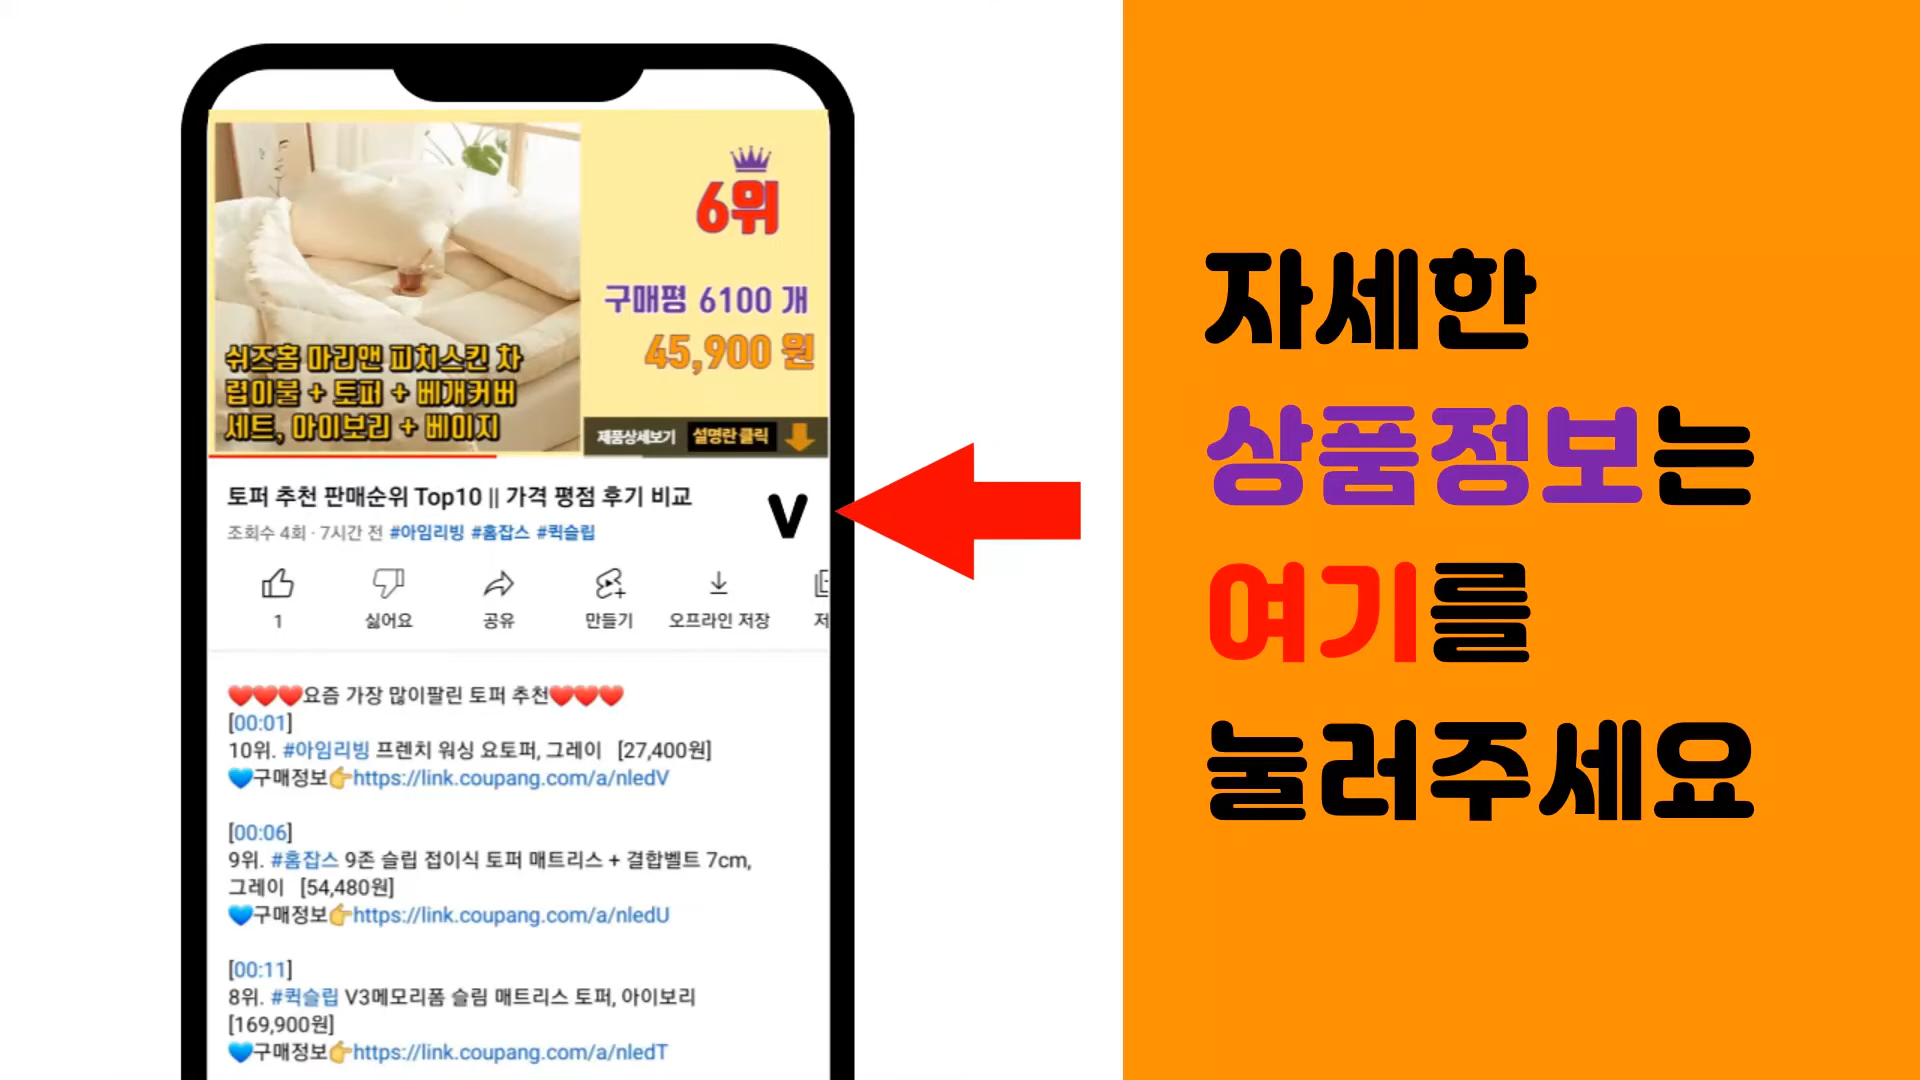 6위
구매평 6100 개
45,900 원
쉬즈홈 마리앤 피치스킨 차
렵이불 + 토퍼 + 베개커버
세트, 아이보리 + 베이지
제품상세보기 설명란 클릭
토퍼 추천 판매순위 Top10 || 가격 평점 후기 비교
V
조회수 4회 · 7시간 전 #아임리빙 #홈잡스 #퀵슬립
1 싫어요 공유 만들기 오프라인 저장 저
❤️❤️❤️요즘 가장 많이팔린 토퍼 추천❤️❤️❤️
[00:01]
10위. #아임리빙 프렌치 워싱 요토퍼, 그레이 [27,400원]
💙구매정보👉https://link.coupang.com/a/nledV
[00:06]
9위. #홈잡스 9존 슬립 접이식 토퍼 매트리스 + 결합벨트 7cm,
그레이 [54,480원]
💙구매정보👉https://link.coupang.com/a/nledU
[00:11]
8위. #퀵슬립 V3메모리폼 슬림 매트리스 토퍼, 아이보리
[169,900원]
💙구매정보👉https://link.coupang.com/a/nledT
자세한
상품정보는
여기를
눌러주세요